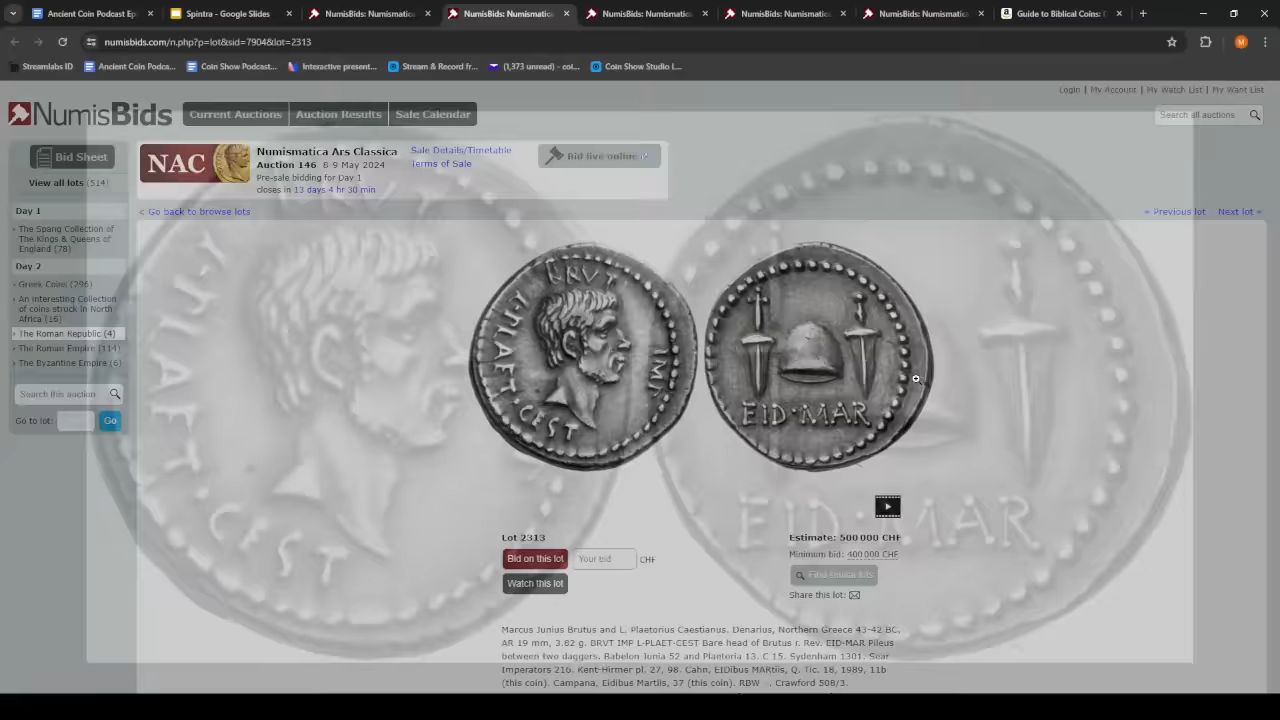 Ancient Coin Podcast Ep
Spintra - Google Slides
NumisBids: Numismatica
NumisBids: Numismatic
NumisBids: Numismatic
NumisBids: Numismatic
NumisBids: Numismatic
Guide to Biblical Coins:
numisbids.com/n.php?p=lot&sid=7904&lot=2313
M
Streamlabs ID
Ancient Coin Podca...
Coin Show Podcast...
Interactive present...
Stream & Record fr...
(1,373 unread) - coi...
Coin Show Studio L...
Login | My Account | My Watch List | My Want List
NumisBids
Current Auctions
Auction Results
Sale Calendar
Search all auctions
Bid Sheet
View all lots (514)
Day 1
The Spang Collection of
The Kings & Queens of
England (78)
Day 2
Greek Coins (296)
An interesting Collection
of coins struck in North
Africa (16)
The Roman Republic (4)
The Roman Empire (114)
The Byzantine Empire (6)
Search this auction
Go to lot:
Go
NAC
Numismatica Ars Classica
Auction 146 8-9 May 2024
Pre-sale bidding for Day 1
closes in 13 days 4 hr 30 min
Sale Details/Timetable
Terms of Sale
Bid live online
< Go back to browse lots
« Previous lot
Next lot »
BRVT
IMP
L·PLAET·CEST
EID·MAR
Lot 2313
Bid on this lot
Your bid
CHF
Watch this lot
Estimate: 500 000 CHF
Minimum bid: 400 000 CHF
Find similar lots
Share this lot:
Marcus Junius Brutus and L. Plaetorius Caestianus. Denarius, Northern Greece 43-42 BC,
AR 19 mm, 3.82 g. BRVT IMP L·PLAET·CEST Bare head of Brutus r. Rev. EID·MAR Pileus
between two daggers. Babelon Junia 52 and Plaetoria 13. C 15. Sydenham 1301. Sear
Imperators 216. Kent-Hirmer pl. 27, 98. Cahn, EIDibus MARtiis, Q. Tic. 18, 1989, 11b
(this coin). Campana, Eidibus Martiis, 37 (this coin). RBW –. Crawford 508/3.